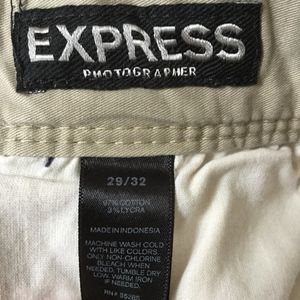 EXPRESS
PHOTOGRAPHER
29/32
97% COTTON
3% LYCRA
MADE IN INDONESIA
MACHINE WASH COLD
WITH LIKE COLORS.
ONLY NON-CHLORINE
BLEACH WHEN
NEEDED. TUMBLE DRY
LOW. WARM IRON
IF NEEDED.
RN#